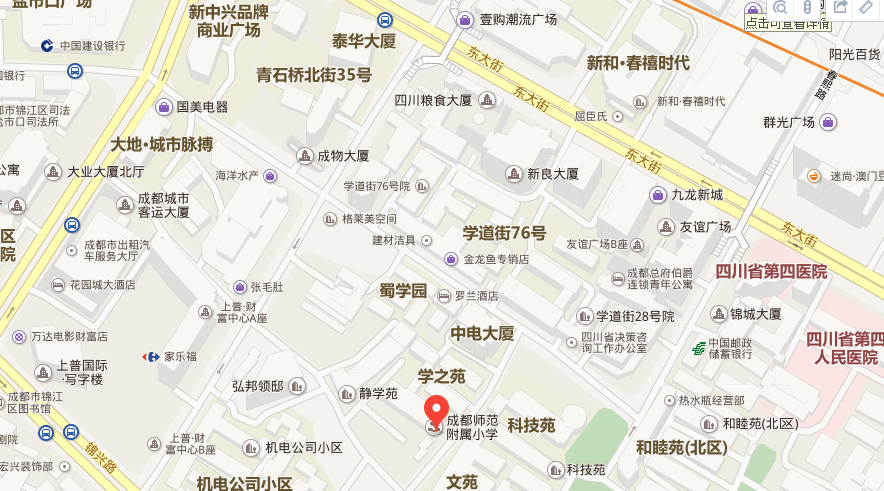 盐市口广场
新中兴品牌
商业广场
泰华大厦
壹购潮流广场
点击可查看详情
中国建设银行
东大街
新和·春禧时代
阳光百货
春熙路
青石桥北街35号
国美电器
四川粮食大厦
东大街
新和·春禧时代
屈臣氏
群光广场
成都市锦江区司法
盐市口司法所
大地·城市脉搏
成物大厦
东大街
大业大厦北厅
海洋水产
学道街76号院
新良大厦
迷尚·澳门豆
九龙新城
成都城市
客运大厦
格莱美空间
建材洁具
学道街76号
友谊广场
友谊广场B座
东大街
成都市出租汽
车服务大厅
金龙鱼专销店
四川省第四医院
花园城大酒店
张毛肚
蜀学园
罗兰酒店
成都总府伯爵
连锁青年公寓
上普·财
富中心A座
学道街28号院
锦城大厦
万达电影财富店
中电大厦
四川省决策咨
询工作办公室
中国邮政
储蓄银行
四川省第四
人民医院
家乐福
上普国际
·写字楼
弘邦领邸
静学苑
学之苑
成都市锦江
区图书馆
热水瓶经营部
成都师范
附属小学
科技苑
和睦苑(北区)
锦兴路
上普·财
富中心B座
机电公司小区
和睦苑(北区)
宏兴装饰部
科技苑
机电公司小区
文苑